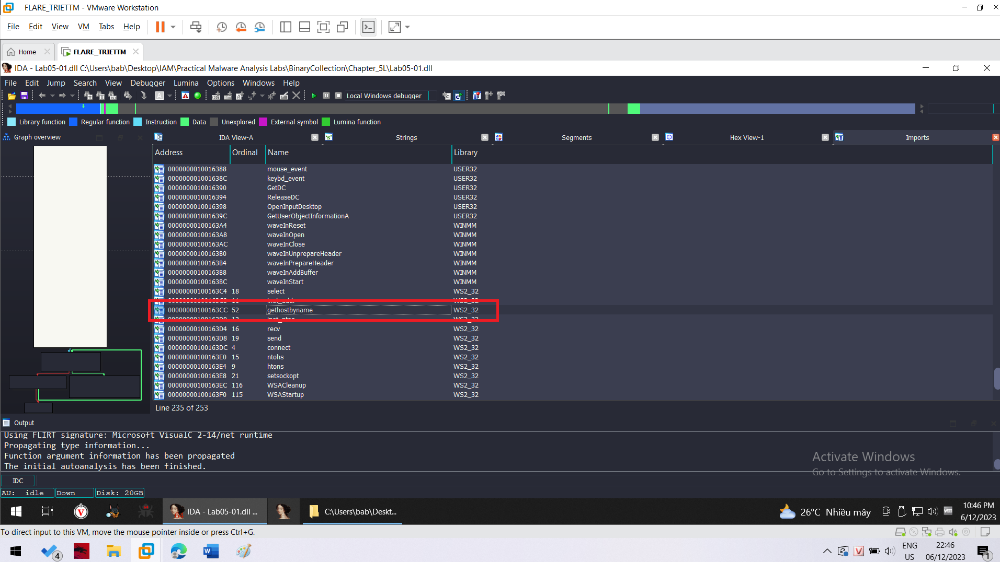 FLARE_TRIETTM - VMware Workstation
File Edit View VM Tabs Help
Home FLARE_TRIETTM
IDA - Lab05-01.dll C:\Users\bab\Desktop\IAM\Practical Malware Analysis Labs\BinaryCollection\Chapter_5L\Lab05-01.dll
File Edit Jump Search View Debugger Lumina Options Windows Help
Local Windows debugger
Library function Regular function Instruction Data Unexplored External symbol Lumina function
Graph overview IDA View-A Strings Segments Hex View-1 Imports
Address Ordinal Name Library
0000000010016388 mouse_event USER32
000000001001638C keybd_event USER32
0000000010016390 GetDC USER32
0000000010016394 ReleaseDC USER32
0000000010016398 OpenInputDesktop USER32
000000001001639C GetUserObjectInformationA USER32
00000000100163A4 waveInReset WINMM
00000000100163A8 waveInOpen WINMM
00000000100163AC waveInClose WINMM
00000000100163B0 waveInUnprepareHeader WINMM
00000000100163B4 waveInPrepareHeader WINMM
00000000100163B8 waveInAddBuffer WINMM
00000000100163BC waveInStart WINMM
00000000100163C4 18 select WS2_32
00000000100163C8 11 inet_addr WS2_32
00000000100163CC 52 gethostbyname WS2_32
00000000100163D0 12 inet_ntoa WS2_32
00000000100163D4 16 recv WS2_32
00000000100163D8 19 send WS2_32
00000000100163DC 4 connect WS2_32
00000000100163E0 15 ntohs WS2_32
00000000100163E4 9 htons WS2_32
00000000100163E8 21 setsockopt WS2_32
00000000100163EC 116 WSACleanup WS2_32
00000000100163F0 115 WSAStartup WS2_32
Line 235 of 253
Output
Using FLIRT signature: Microsoft VisualC 2-14/net runtime
Propagating type information...
Function argument information has been propagated
The initial autoanalysis has been finished.
Activate Windows
Go to Settings to activate Windows.
IDC
AU: idle Down Disk: 20GB
IDA - Lab05-01.dll ... C:\Users\bab\Deskt... 26°C Nhiều mây 10:46 PM
6/12/2023
To direct input to this VM, move the mouse pointer inside or press Ctrl+G.
4 ENG 22:46
US 06/12/2023 1